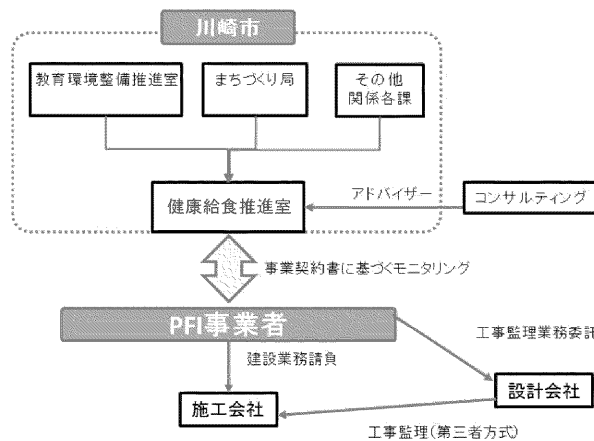 川崎市
教育環境整備推進室
まちづくり局
その他
関係各課
健康給食推進室
アドバイザー
コンサルティング
事業契約書に基づくモニタリング
PFI事業者
工事監理業務委託
建設業務請負
設計会社
施工会社
工事監理(第三者方式)